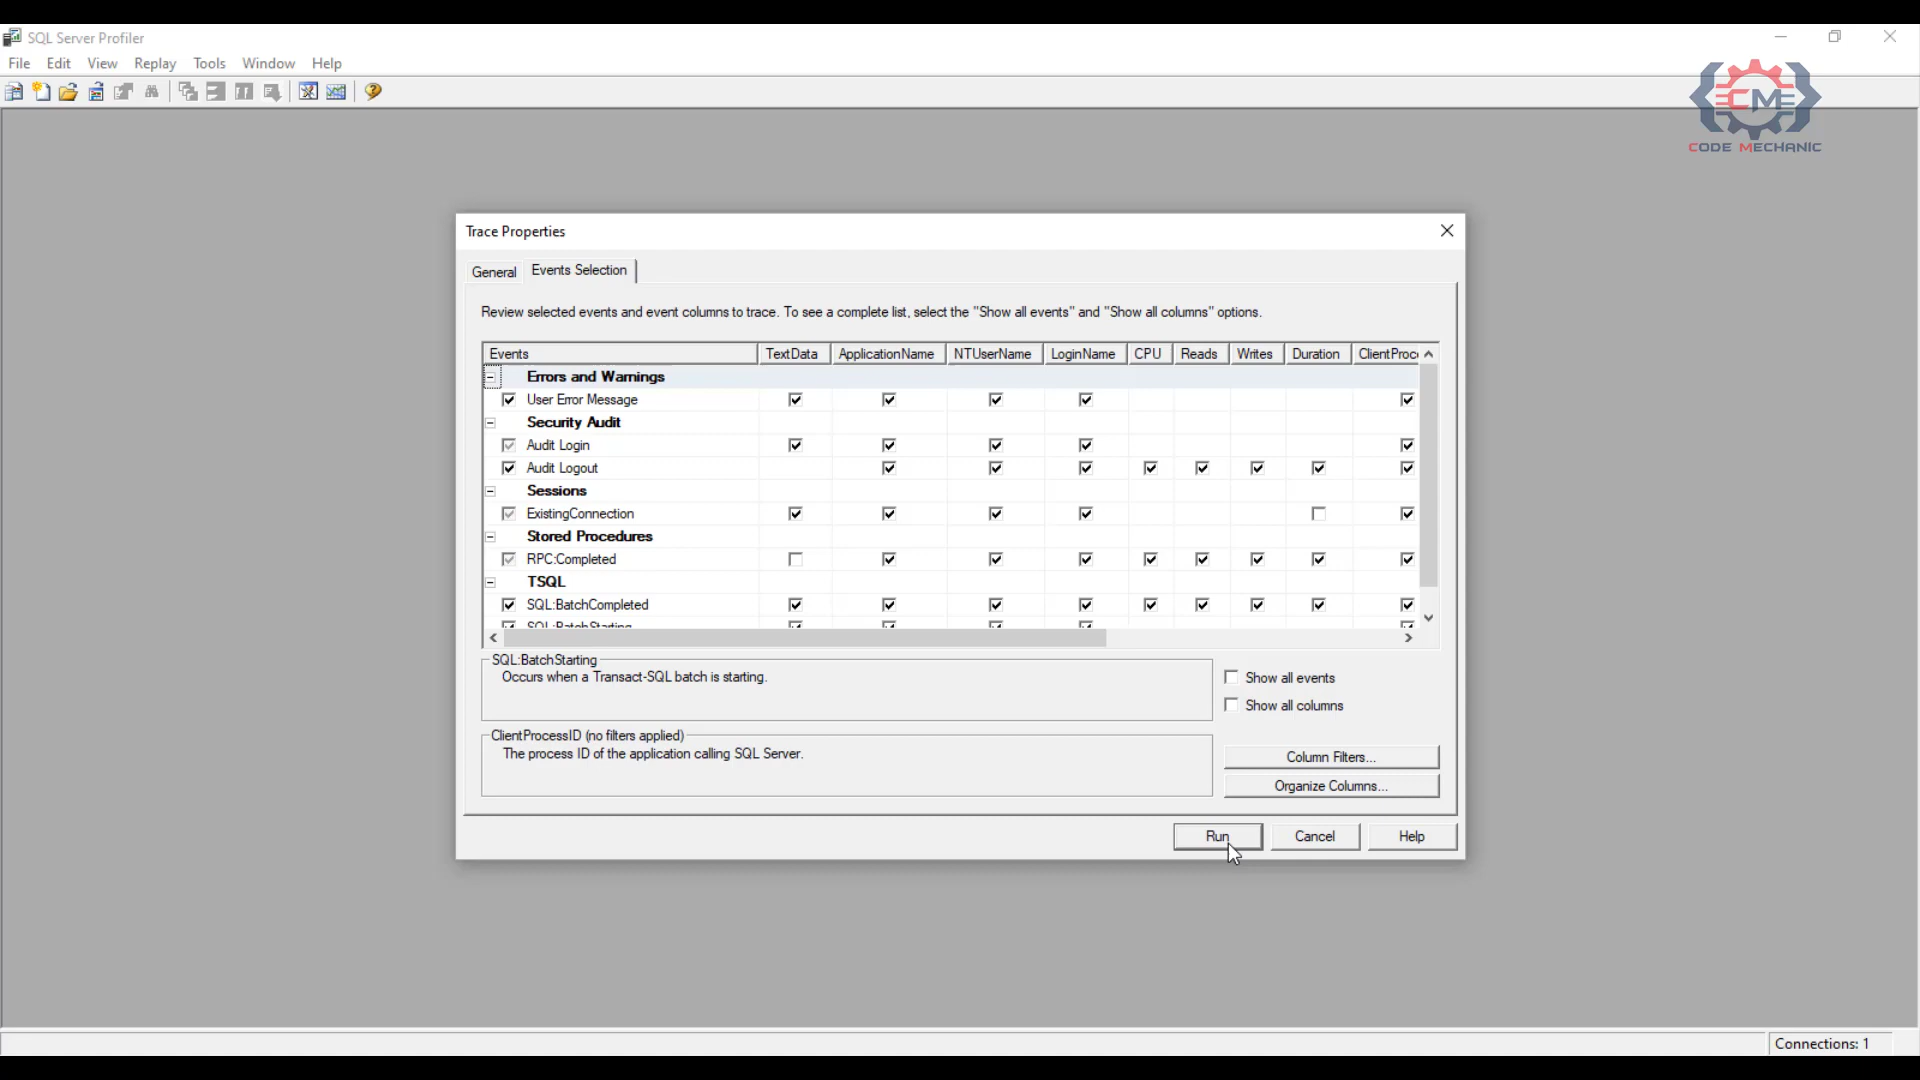 SQL Server Profiler
File Edit View Replay Tools Window Help
CME
CODE MECHANIC
Trace Properties
General Events Selection
Review selected events and event columns to trace. To see a complete list, select the "Show all events" and "Show all columns" options.
Events TextData ApplicationName NTUserName LoginName CPU Reads Writes Duration ClientProc
Errors and Warnings
User Error Message
Security Audit
Audit Login
Audit Logout
Sessions
ExistingConnection
Stored Procedures
RPC:Completed
TSQL
SQL:BatchCompleted
SQL:BatchStarting
SQL:BatchStarting
Occurs when a Transact-SQL batch is starting.
Show all events
Show all columns
ClientProcessID (no filters applied)
The process ID of the application calling SQL Server.
Column Filters...
Organize Columns...
Run Cancel Help
Connections: 1